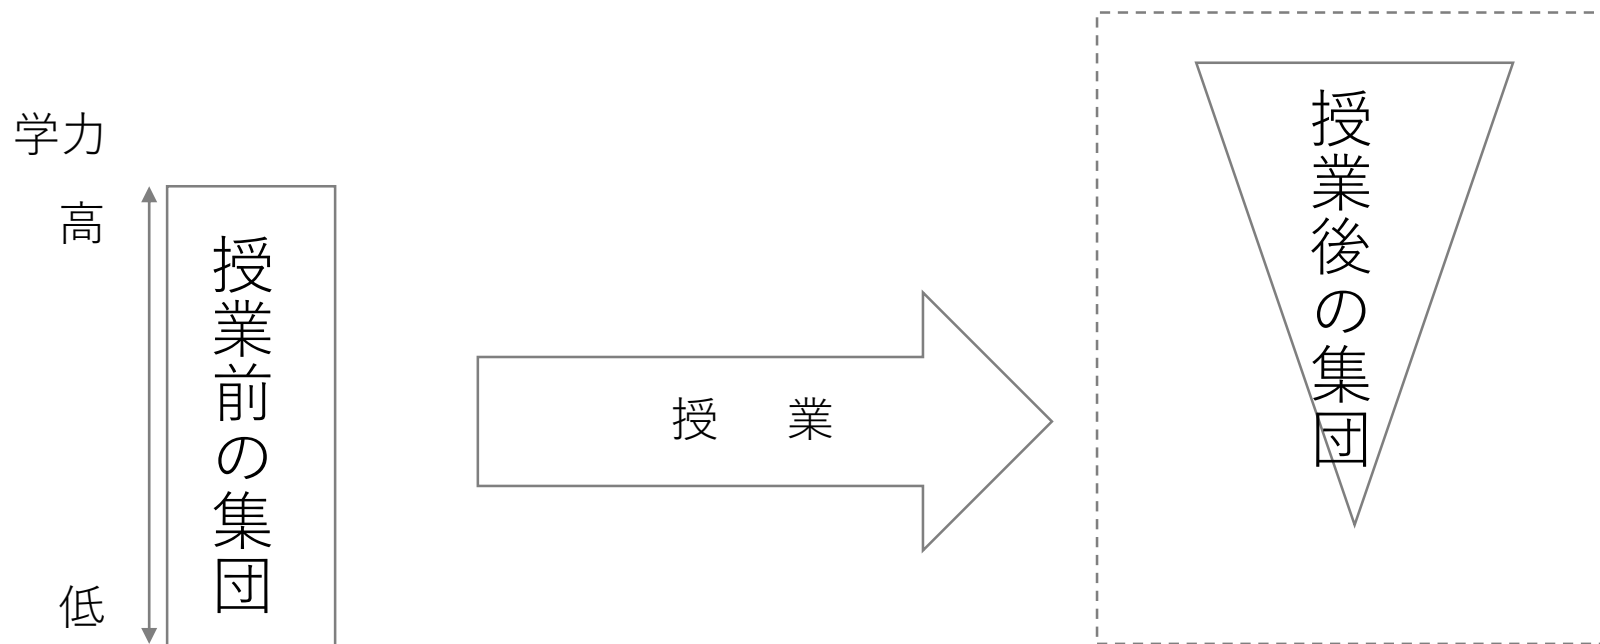 学力
高
低
授業前の集団
授　業
授業後の集団